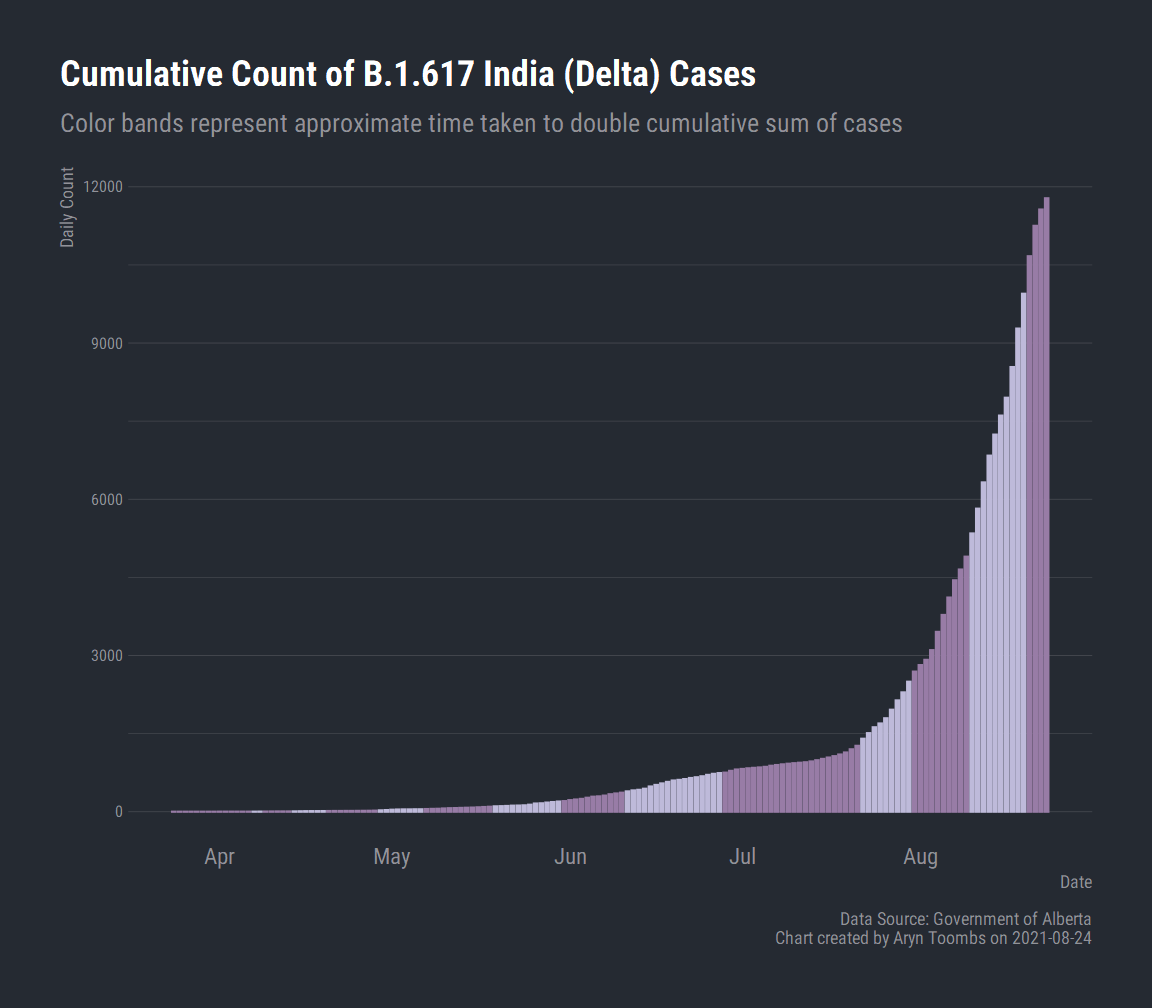 Cumulative Count of B.1.617 India (Delta) Cases
Color bands represent approximate time taken to double cumulative sum of cases
Daily Count
12000
9000
6000
3000
0
Apr May Jun Jul Aug
Date
Data Source: Government of Alberta
Chart created by Aryn Toombs on 2021-08-24